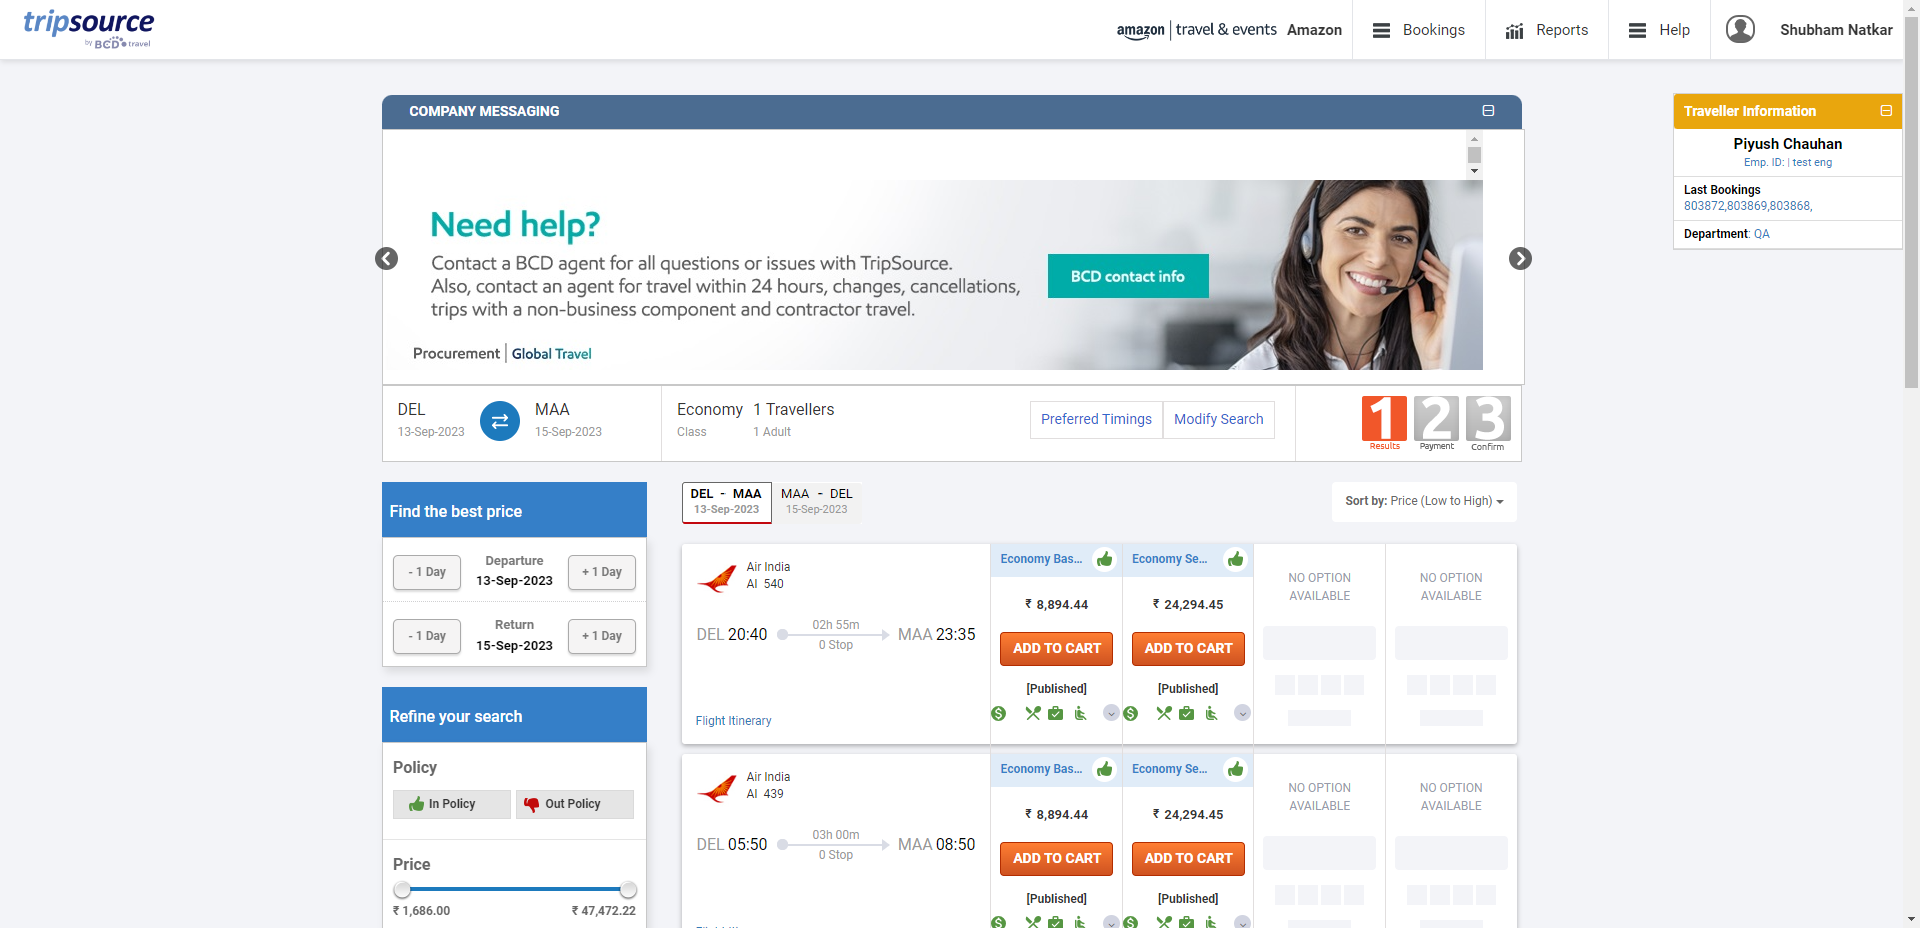 tripsource
by BCD travel
amazon | travel & events Amazon
Bookings
Reports
Help
Shubham Natkar
COMPANY MESSAGING
Need help?
Contact a BCD agent for all questions or issues with TripSource.
Also, contact an agent for travel within 24 hours, changes, cancellations,
trips with a non-business component and contractor travel.
BCD contact info
Procurement | Global Travel
Traveller Information
Piyush Chauhan
Emp. ID: | test eng
Last Bookings
803872,803869,803868,
Department: QA
DEL
13-Sep-2023
MAA
15-Sep-2023
Economy
Class
1 Travellers
1 Adult
Preferred Timings
Modify Search
1
Results
2
Payment
3
Confirm
Find the best price
- 1 Day
Departure
13-Sep-2023
+ 1 Day
- 1 Day
Return
15-Sep-2023
+ 1 Day
Refine your search
Policy
In Policy
Out Policy
Price
₹ 1,686.00
₹ 47,472.22
DEL - MAA
13-Sep-2023
MAA - DEL
15-Sep-2023
Sort by: Price (Low to High)
Air India
AI 540
DEL 20:40
02h 55m
0 Stop
MAA 23:35
Flight Itinerary
Economy Bas...
₹ 8,894.44
ADD TO CART
[Published]
Economy Se...
₹ 24,294.45
ADD TO CART
[Published]
NO OPTION
AVAILABLE
NO OPTION
AVAILABLE
Air India
AI 439
DEL 05:50
03h 00m
0 Stop
MAA 08:50
Economy Bas...
₹ 8,894.44
ADD TO CART
[Published]
Economy Se...
₹ 24,294.45
ADD TO CART
[Published]
NO OPTION
AVAILABLE
NO OPTION
AVAILABLE